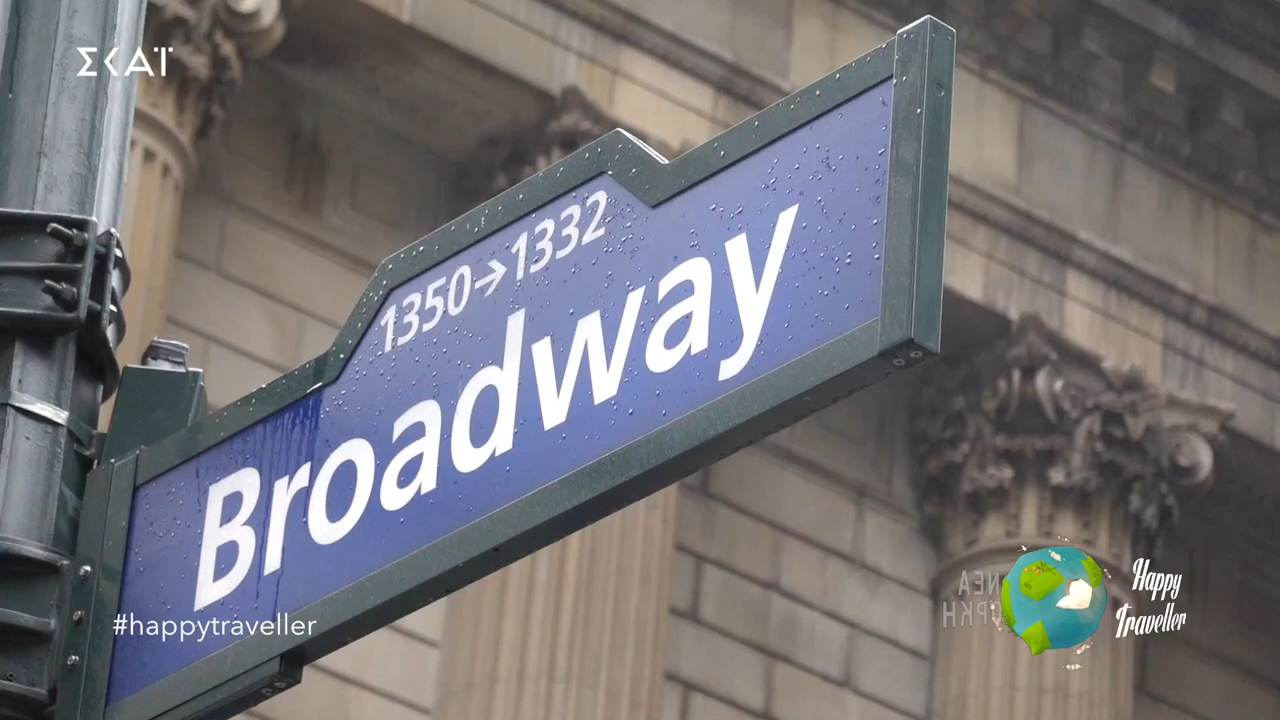 ΣΚΑΪ
1350→1332
Broadway
#happytraveller
Happy
Traveller